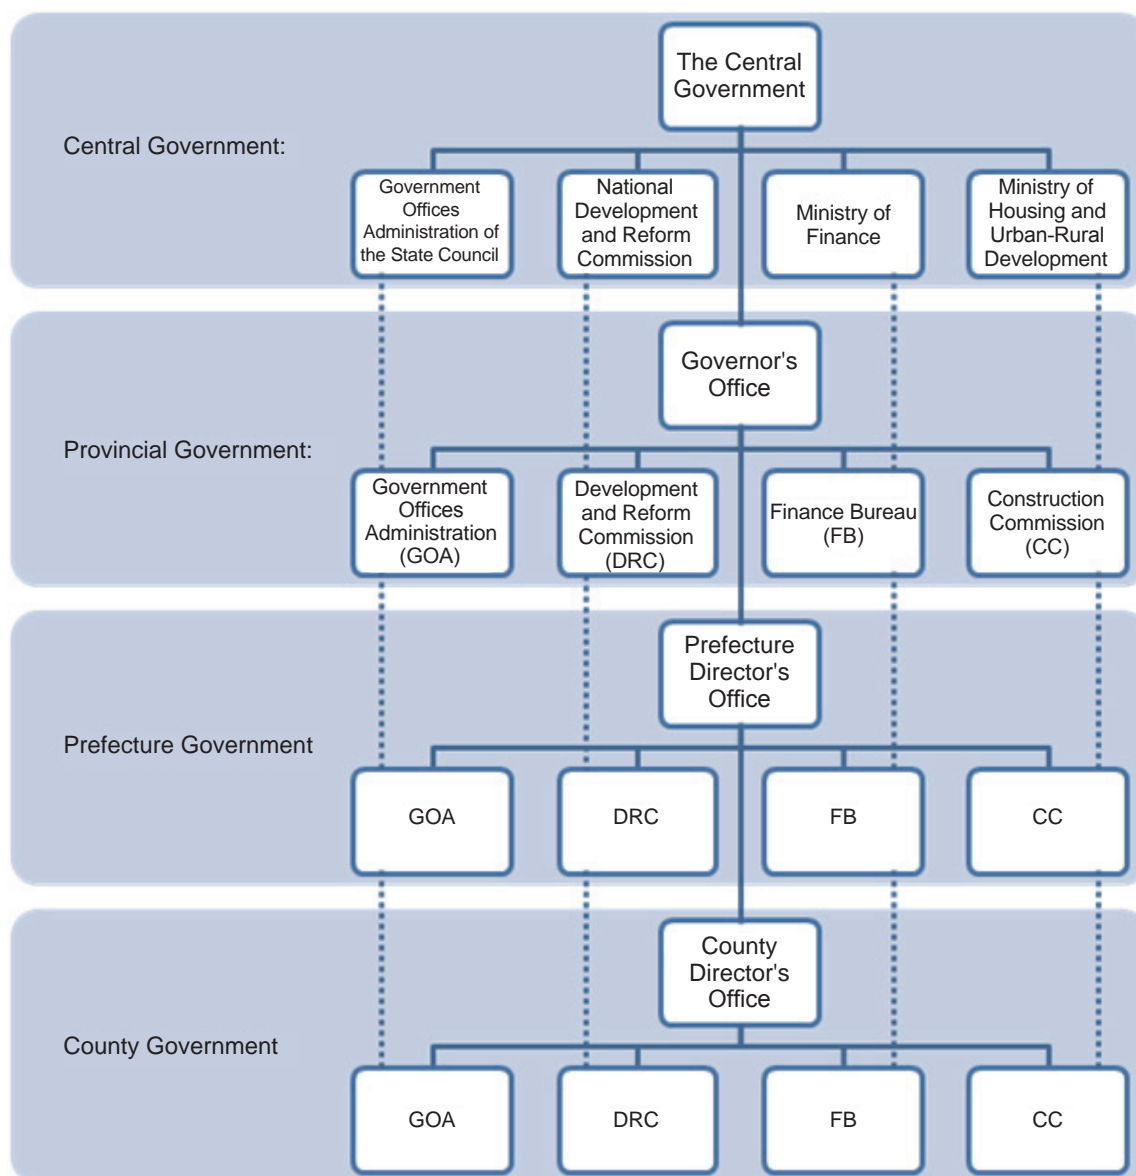 The Central
Government
Central Government:
Government
Offices
Administration of
the State Council
National
Development
and Reform
Commission
Ministry of
Finance
Ministry of
Housing and
Urban-Rural
Development
Governor's
Office
Provincial Government:
Government
Offices
Administration
(GOA)
Development
and Reform
Commission
(DRC)
Finance Bureau
(FB)
Construction
Commission
(CC)
Prefecture
Director's
Office
Prefecture Government
GOA
DRC
FB
CC
County
Director's
Office
County Government
GOA
DRC
FB
CC